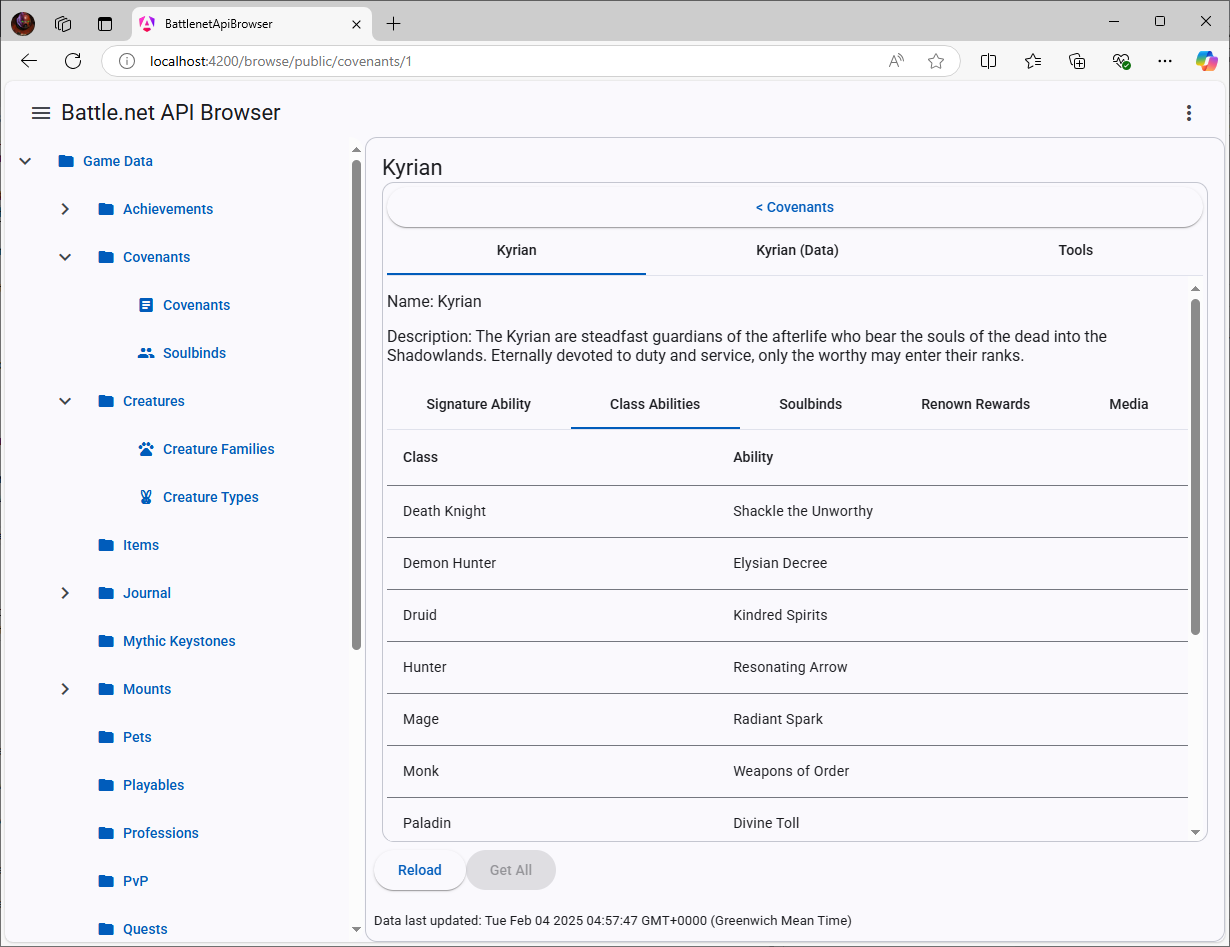 BattlenetApiBrowser
localhost:4200/browse/public/covenants/1
Battle.net API Browser
Game Data
Achievements
Covenants
Covenants
Soulbinds
Creatures
Creature Families
Creature Types
Items
Journal
Mythic Keystones
Mounts
Pets
Playables
Professions
PvP
Quests
Kyrian
< Covenants
Kyrian Kyrian (Data) Tools
Name: Kyrian
Description: The Kyrian are steadfast guardians of the afterlife who bear the souls of the dead into the
Shadowlands. Eternally devoted to duty and service, only the worthy may enter their ranks.
Signature Ability Class Abilities Soulbinds Renown Rewards Media
Class Ability
Death Knight Shackle the Unworthy
Demon Hunter Elysian Decree
Druid Kindred Spirits
Hunter Resonating Arrow
Mage Radiant Spark
Monk Weapons of Order
Paladin Divine Toll
Reload Get All
Data last updated: Tue Feb 04 2025 04:57:47 GMT+0000 (Greenwich Mean Time)